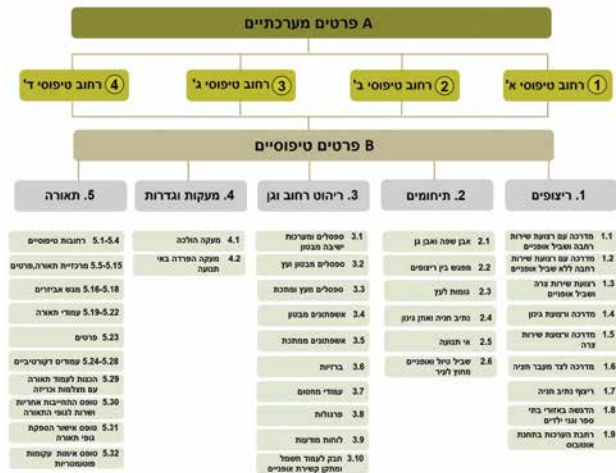 A פרטים מערכתיים
1 רחוב טיפוסי א'
2 רחוב טיפוסי ב'
3 רחוב טיפוסי ג'
4 רחוב טיפוסי ד'
B פרטים טיפוסיים
1. ריצופים
1.1 מדרכה עם רצועת שירות
רחבה ושביל אופניים
1.2 מדרכה עם רצועת שירות
רחבה ללא שביל אופניים
1.3 רצועת שירות צרה
ושביל אופניים
1.4 מדרכה ורצועת גינון
1.5 מדרכה ורצועת שירות
צרה
1.6 מדרכה לצד מעבר חניה
1.7 ריצוף נתיב חניה
1.8 הדגשה באזורי בתי
ספר וגני ילדים
1.9 רחבת הערכות בתחנת
אוטובוס
2. תיחומים
2.1 אבן שפה ואבן גן
2.2 מפגש בין ריצופים
2.3 גומות לעץ
2.4 נתיב חניה ואחן גינון
2.5 אי תנועה
2.6 שביל טיול ואופניים
מחוץ לעיר
3. ריהוט רחוב וגן
3.1 ספסלים ומערכות
ישיבה מבטון
3.2 ספסלים מבטון ועץ
3.3 ספסלים מעץ ומתכת
3.4 אשפתונים מבטון
3.5 אשפתונים ממתכת
3.6 ברזיות
3.7 עמודי מחסום
3.8 פרגולות
3.9 לוחות מודעות
3.10 חבק לעמוד חשמל
ומתקן קשירת אופניים
4. מעקות וגדרות
4.1 מעקה הולכה
4.2 מעקה הפרדה באי
תנועה
5. תאורה
5.1-5.4 רחובות טיפוסיים
5.5-5.15 מרכזיית תאורה,פרטים
5.16-5.18 מגש אביזרים
5.19-5.22 עמודי תאורה
5.23 פרטים
5.24-5.28 עמודים דקורטיביים
5.29 הכנות לעמוד תאורה
עם מצלמות וכריזה
5.30 טופס התחייבות אחריות
ושרות לגופי התאורה
5.31 טופס אישור הספקת
גופי תאורה
5.32 טופס אימות עקומות
פוטומטריות